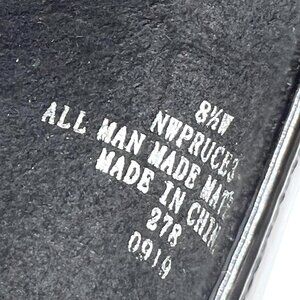 8½W
NWPRUCE3
ALL MAN MADE MATE
MADE IN CHIN
278
0919